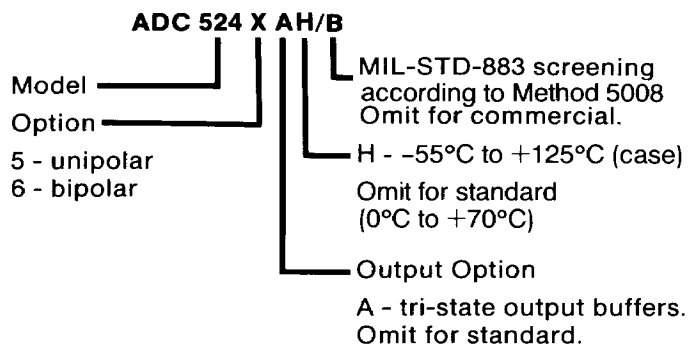 ADC 524 X AH/B
Model
Option
5 - unipolar
6 - bipolar
MIL-STD-883 screening
according to Method 5008
Omit for commercial.
H - -55°C to +125°C (case)
Omit for standard
(0°C to +70°C)
Output Option
A - tri-state output buffers.
Omit for standard.